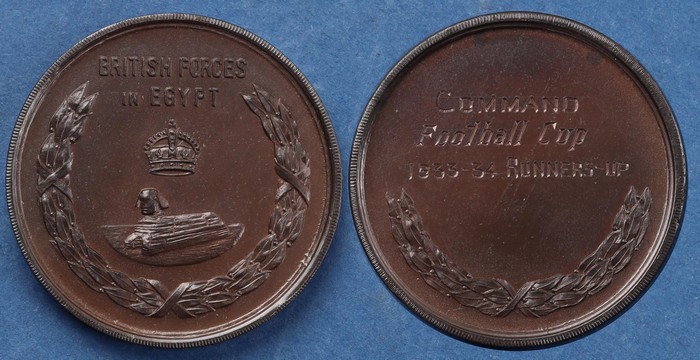 BRITISH FORCES
IN EGYPT
COMMAND
Football Cup
1933-34 RUNNERS-UP